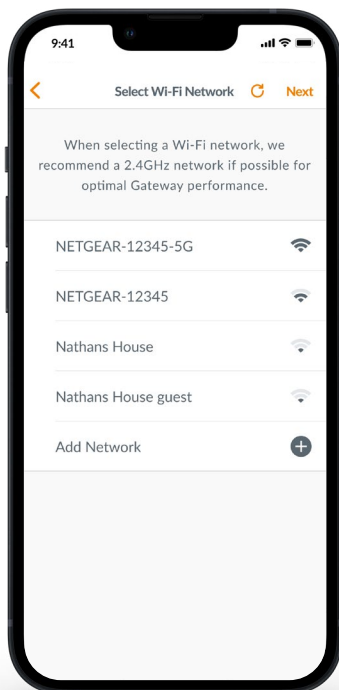 9:41
Select Wi-Fi Network
Next
When selecting a Wi-Fi network, we
recommend a 2.4GHz network if possible for
optimal Gateway performance.
NETGEAR-12345-5G
NETGEAR-12345
Nathans House
Nathans House guest
Add Network